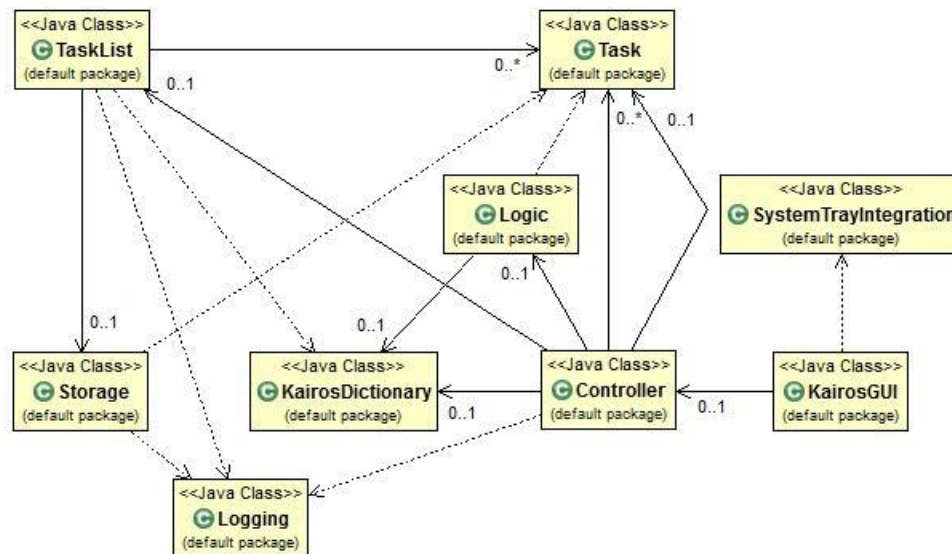 <<Java Class>>
TaskList
(default package)
<<Java Class>>
Task
(default package)
0..*
0..1
0..*
0..1
<<Java Class>>
Logic
(default package)
<<Java Class>>
SystemTrayIntegration
(default package)
0..1
0..1
0..1
<<Java Class>>
Storage
(default package)
<<Java Class>>
KairosDictionary
(default package)
<<Java Class>>
Controller
(default package)
<<Java Class>>
KairosGUI
(default package)
0..1
0..1
<<Java Class>>
Logging
(default package)